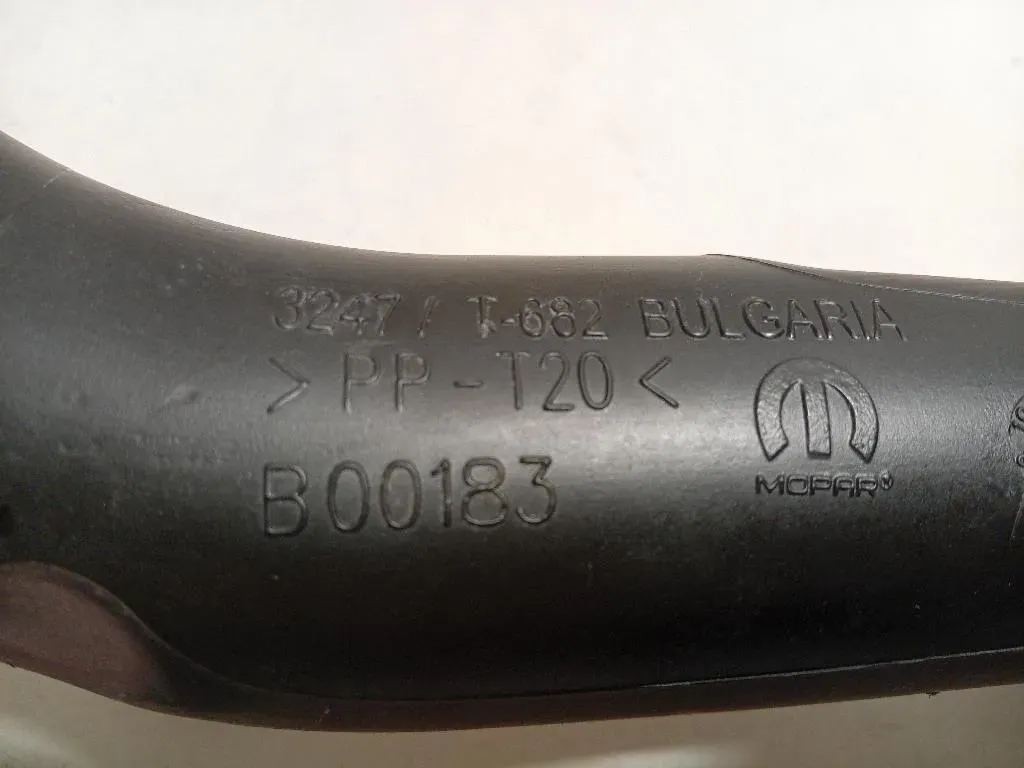 3247 / T-682 BULGARIA
>PP-T20<
B00183
MOPAR®